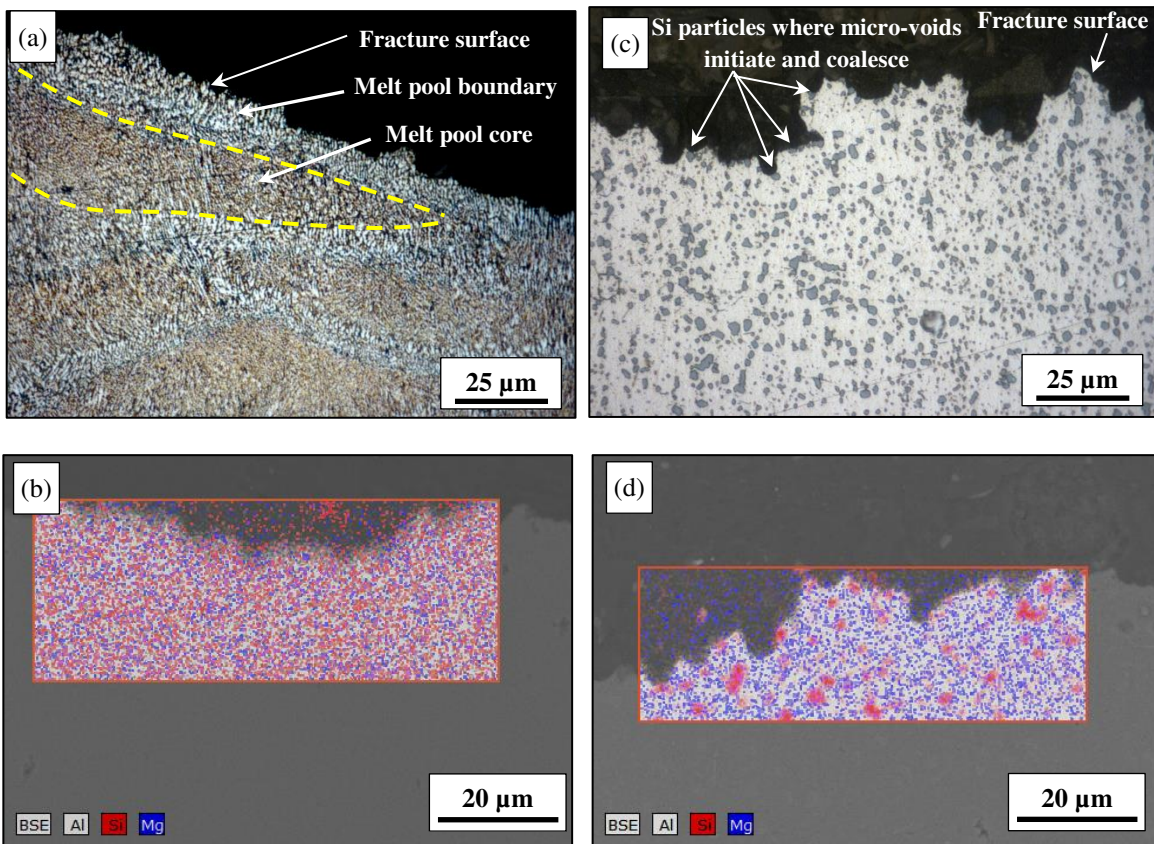 (a)
Fracture surface
Melt pool boundary
Melt pool core
25 µm
(c)
Si particles where micro-voids
initiate and coalesce
Fracture surface
25 µm
(b)
20 µm
BSE Al Si Mg
(d)
20 µm
BSE Al Si Mg